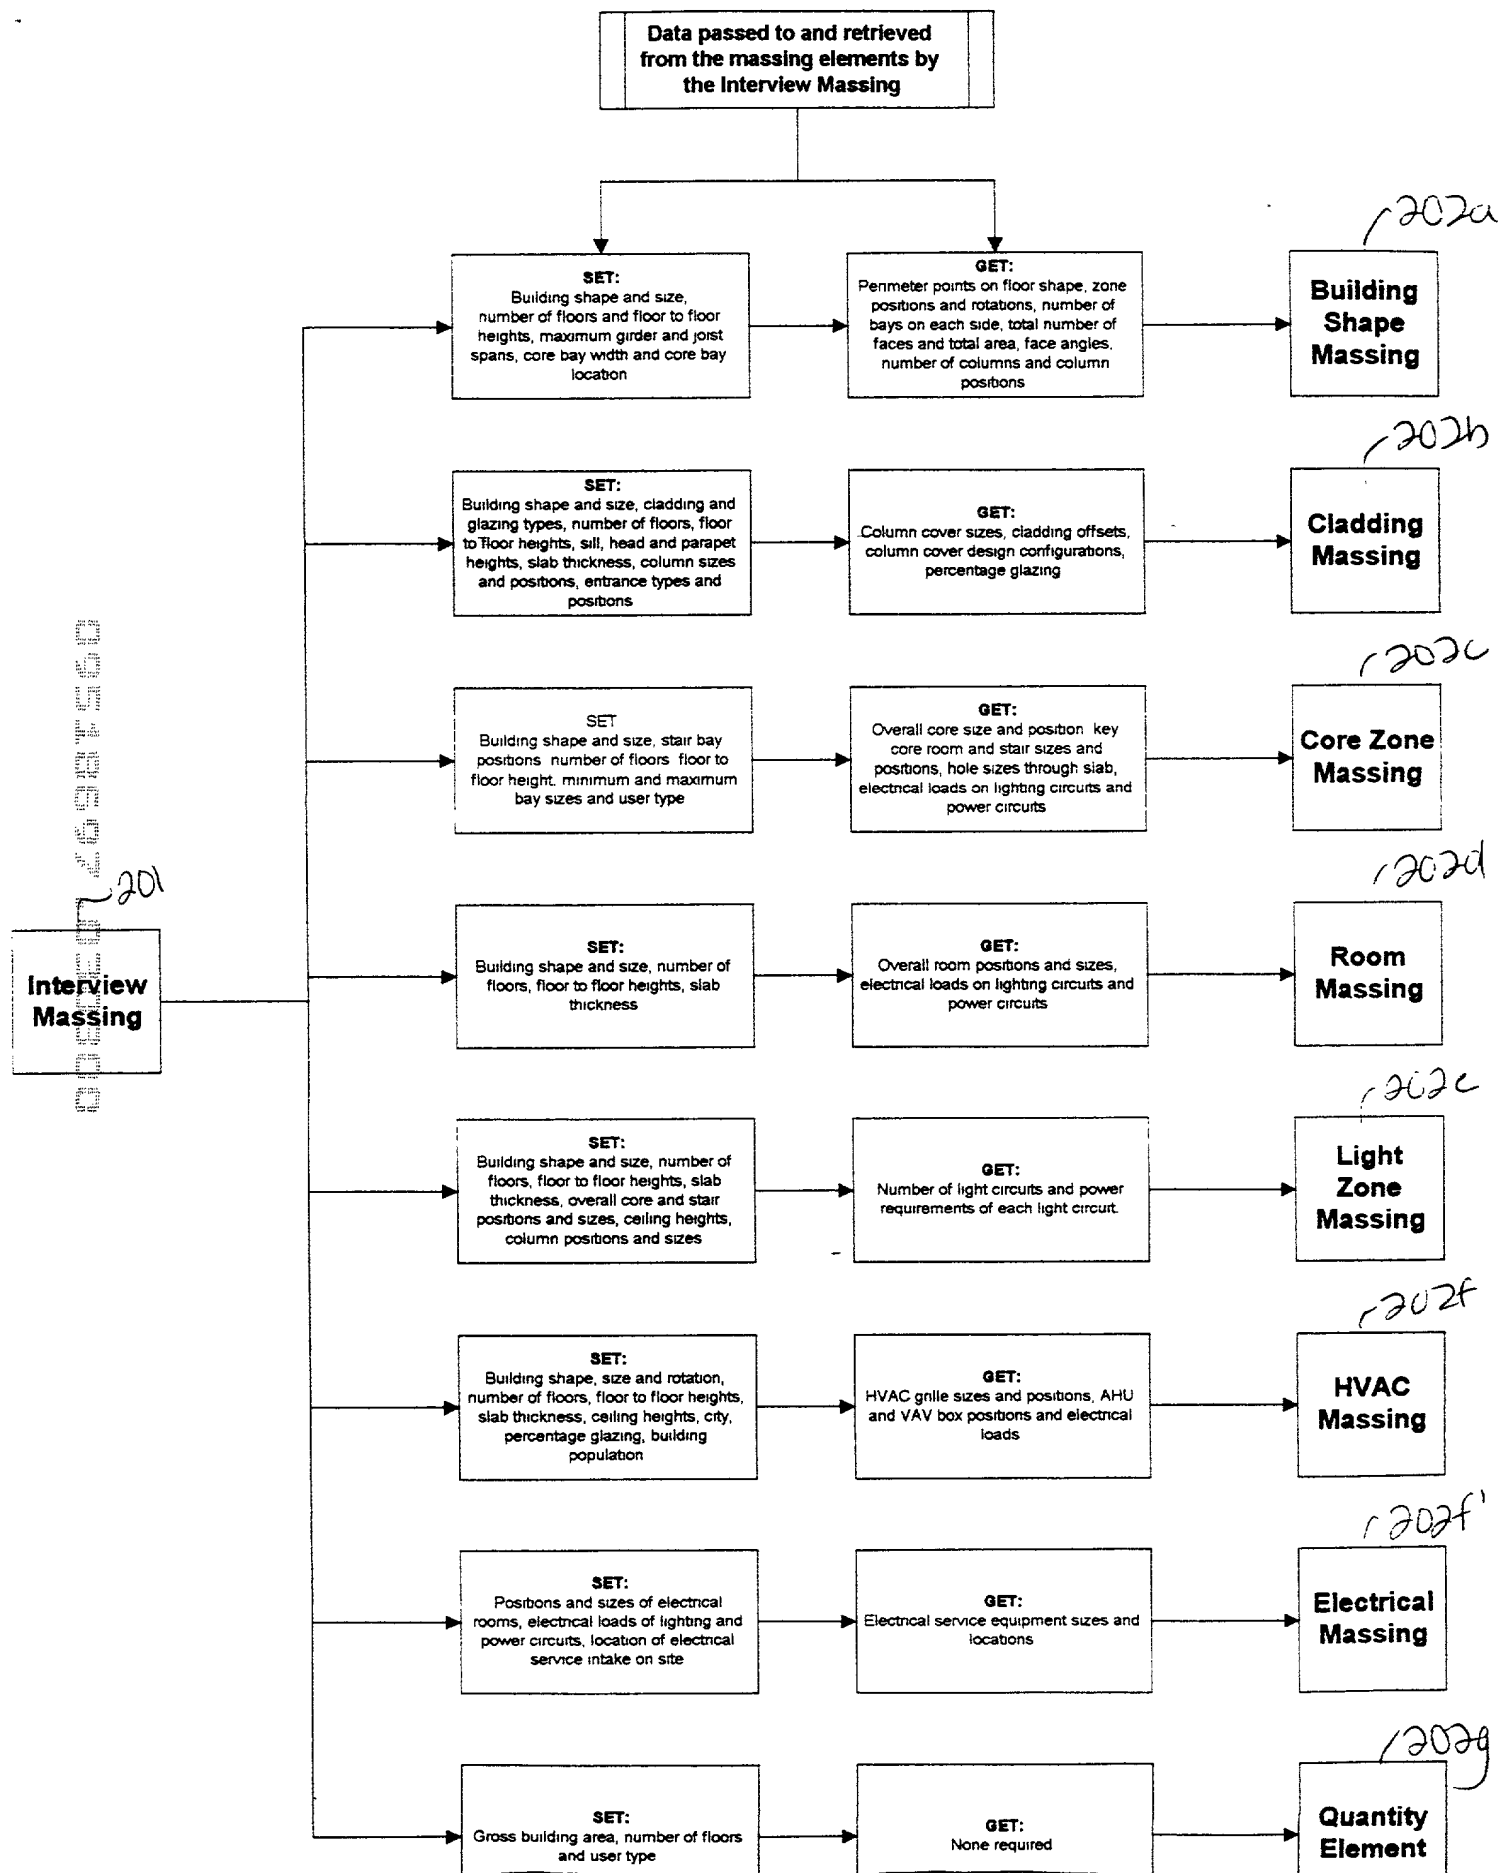 Data passed to and retrieved
from the massing elements by
the Interview Massing
202a
SET:
Building shape and size,
number of floors and floor to floor
heights, maximum girder and joist
spans, core bay width and core bay
location
GET:
Perimeter points on floor shape, zone
positions and rotations, number of
bays on each side, total number of
faces and total area, face angles,
number of columns and column
positions
Building
Shape
Massing
202b
SET:
Building shape and size, cladding and
glazing types, number of floors, floor
to floor heights, sill, head and parapet
heights, slab thickness, column sizes
and positions, entrance types and
positions
GET:
Column cover sizes, cladding offsets,
column cover design configurations,
percentage glazing
Cladding
Massing
202c
SET
Building shape and size, stair bay
positions number of floors floor to
floor height, minimum and maximum
bay sizes and user type
GET:
Overall core size and position key
core room and stair sizes and
positions, hole sizes through slab,
electrical loads on lighting circuits and
power circuits
Core Zone
Massing
201
Interview
Massing
202d
SET:
Building shape and size, number of
floors, floor to floor heights, slab
thickness
GET:
Overall room positions and sizes,
electrical loads on lighting circuits and
power circuits
Room
Massing
202e
SET:
Building shape and size, number of
floors, floor to floor heights, slab
thickness, overall core and stair
positions and sizes, ceiling heights,
column positions and sizes
GET:
Number of light circuits and power
requirements of each light circuit.
Light
Zone
Massing
202f
SET:
Building shape, size and rotation,
number of floors, floor to floor heights,
slab thickness, ceiling heights, city,
percentage glazing, building
population
GET:
HVAC grille sizes and positions, AHU
and VAV box positions and electrical
loads
HVAC
Massing
202f'
SET:
Positions and sizes of electrical
rooms, electrical loads of lighting and
power circuits, location of electrical
service intake on site
GET:
Electrical service equipment sizes and
locations
Electrical
Massing
202g
SET:
Gross building area, number of floors
and user type
GET:
None required
Quantity
Element